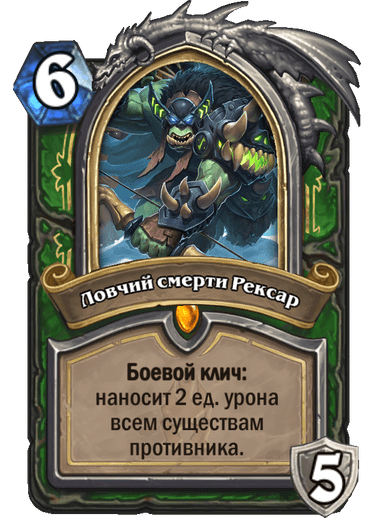 6
Ловчий смерти Рексар
Боевой клич:
наносит 2 ед. урона
всем существам
противника.
5